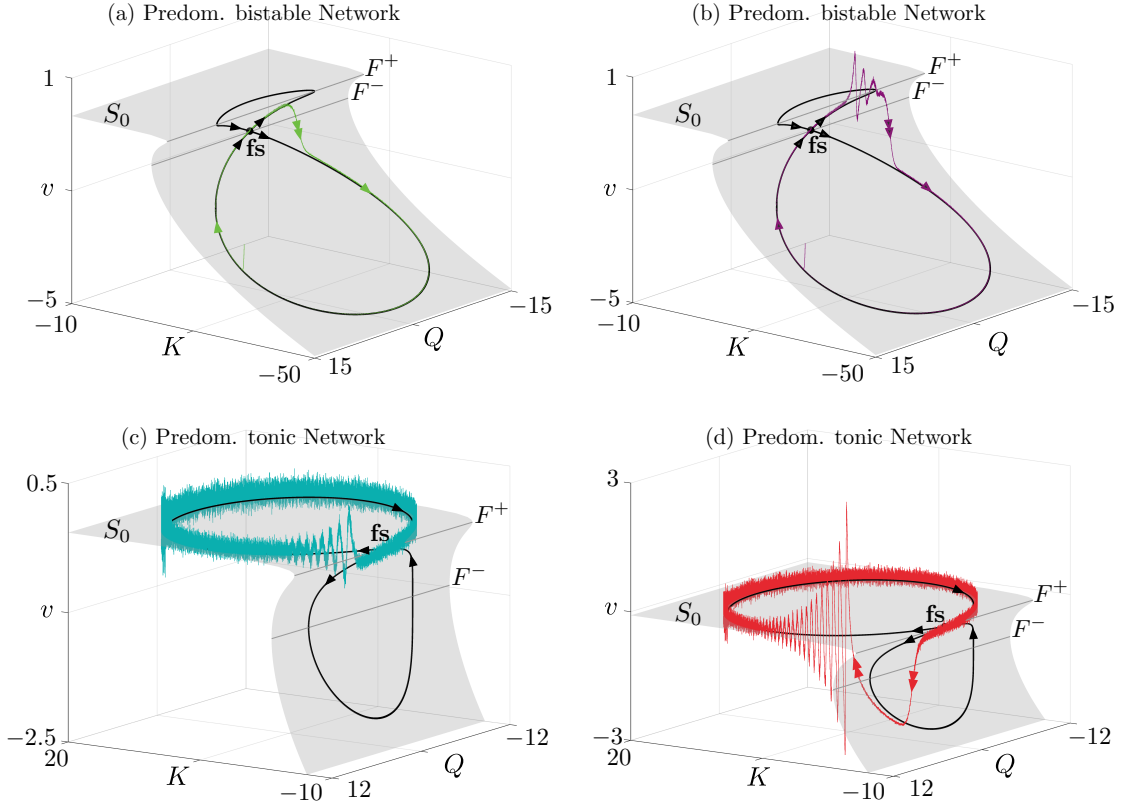 (a) Predom. bistable Network
1
S₀
F⁺
F⁻
fs
v
−5
−10
K
−50
15
Q
−15
(b) Predom. bistable Network
1
S₀
F⁺
F⁻
fs
v
−5
−10
K
−50
15
Q
−15
(c) Predom. tonic Network
0.5
S₀
fs
F⁺
F⁻
v
−2.5
20
K
−10
12
Q
−12
(d) Predom. tonic Network
3
v
S₀
fs
F⁺
F⁻
−3
20
K
−10
12
Q
−12